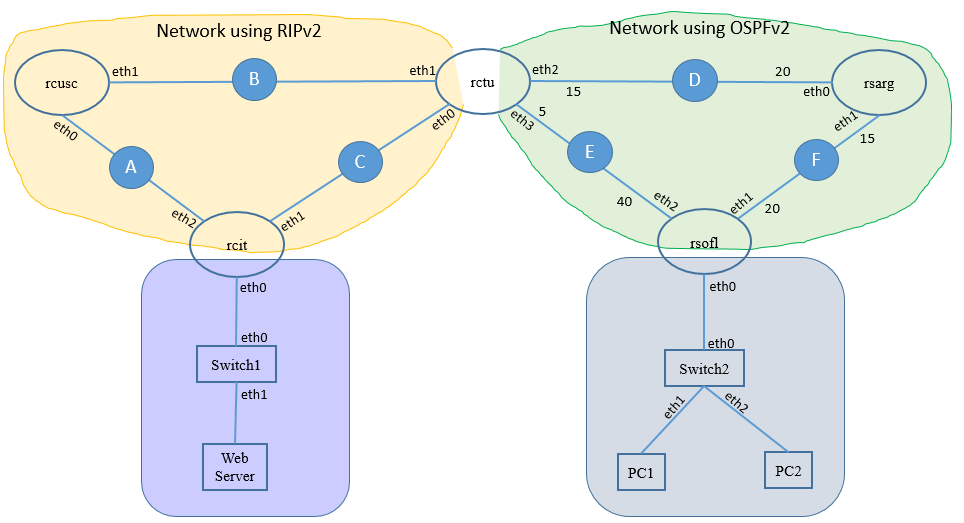 Network using RIPv2
Network using OSPFv2
rcusc
eth1
B
eth1
rctu
eth2
15
D
20
eth0
rsarg
eth0
A
eth2
C
eth0
eth1
rcit
eth3
5
E
40
eth2
eth1
15
F
eth1
20
rsofl
eth0
eth0
Switch1
eth1
Web
Server
eth0
eth0
Switch2
eth1
eth2
PC1
PC2